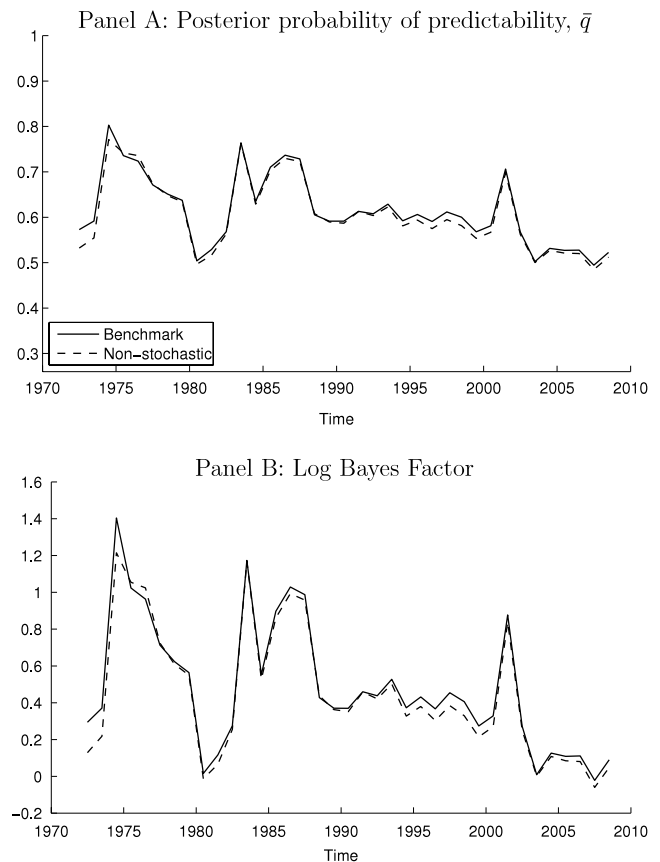 Panel A: Posterior probability of predictability, q̄
1
0.9
0.8
0.7
0.6
0.5
0.4
0.3
Benchmark
Non-stochastic
1970 1975 1980 1985 1990 1995 2000 2005 2010
Time
Panel B: Log Bayes Factor
1.6
1.4
1.2
1
0.8
0.6
0.4
0.2
0
−0.2
1970 1975 1980 1985 1990 1995 2000 2005 2010
Time